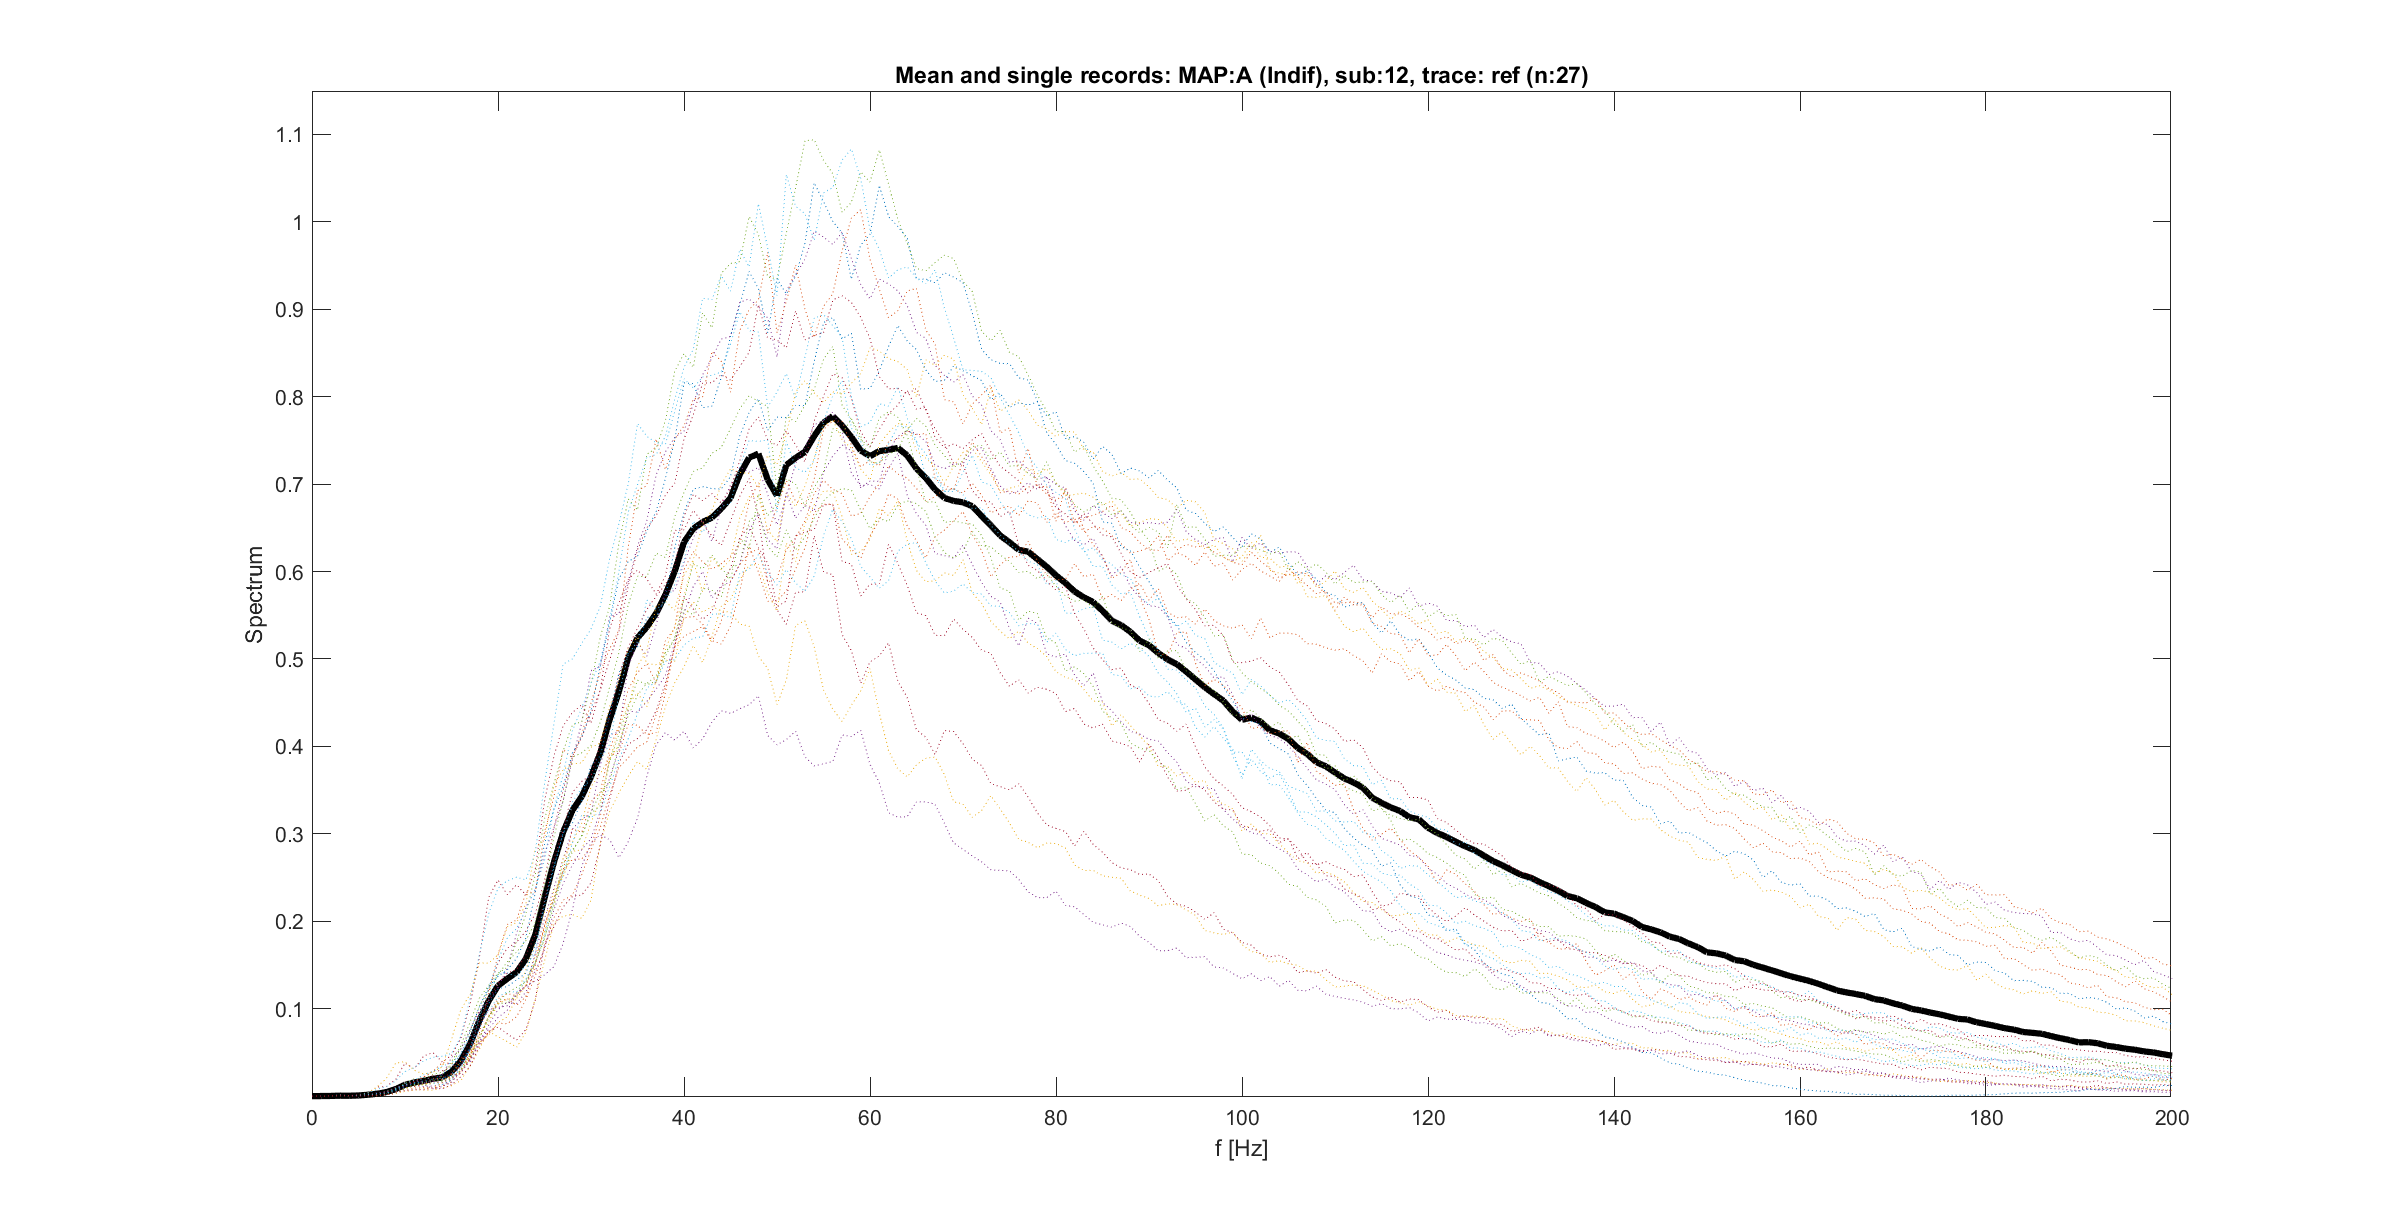 Mean and single records: MAP:A (Indif), sub:12, trace: ref (n:27)
1.1
1
0.9
0.8
0.7
0.6
0.5
0.4
0.3
0.2
0.1
Spectrum
0 20 40 60 80 100 120 140 160 180 200
f [Hz]